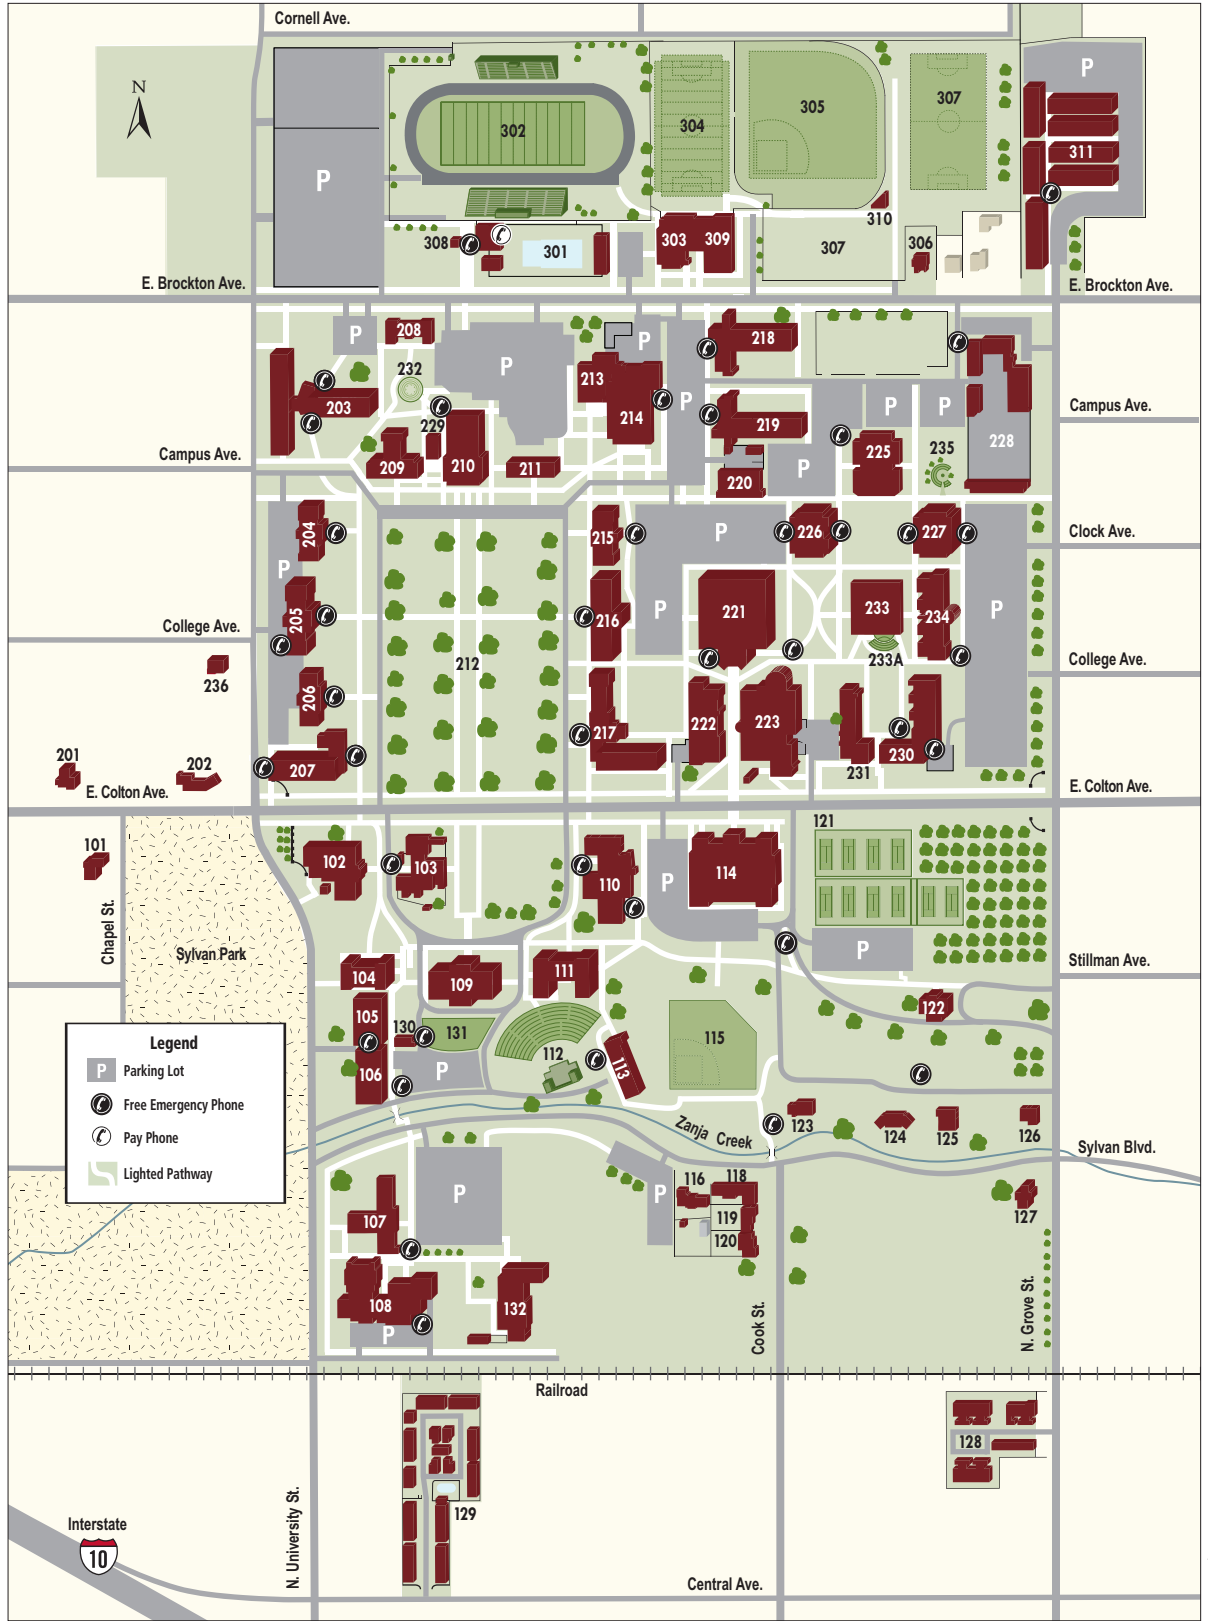 Cornell Ave.
N
P
302
304
305
307
P
311
P
310
308
301
303
309
307
306
E. Brockton Ave.
E. Brockton Ave.
P
208
P
P
218
232
213
203
214
P
P
P
Campus Ave.
229
219
Campus Ave.
209
210
211
P
225
235
228
220
204
215
P
226
227
Clock Ave.
P
205
216
P
221
233
234
P
College Ave.
212
233A
College Ave.
236
206
217
222
223
201
202
207
231
230
E. Colton Ave.
E. Colton Ave.
121
101
102
103
110
P
114
Chapel St.
Sylvan Park
P
Stillman Ave.
104
109
111
105
130
131
122
115
Legend
P Parking Lot
Free Emergency Phone
Pay Phone
Lighted Pathway
112
106
P
113
123
124
125
126
Zanja Creek
Sylvan Blvd.
P
P
116
118
119
120
127
107
108
P
132
Cook St.
N. Grove St.
Railroad
128
129
N. University St.
Interstate
10
Central Ave.